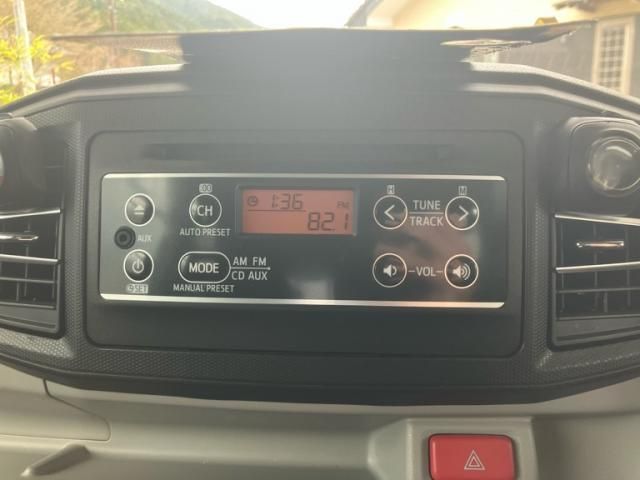 1:36 FM
82.1
CH
AUTO PRESET
AUX
H
M
TUNE
TRACK
MODE
AM FM
CD AUX
MANUAL PRESET
SET
-VOL-